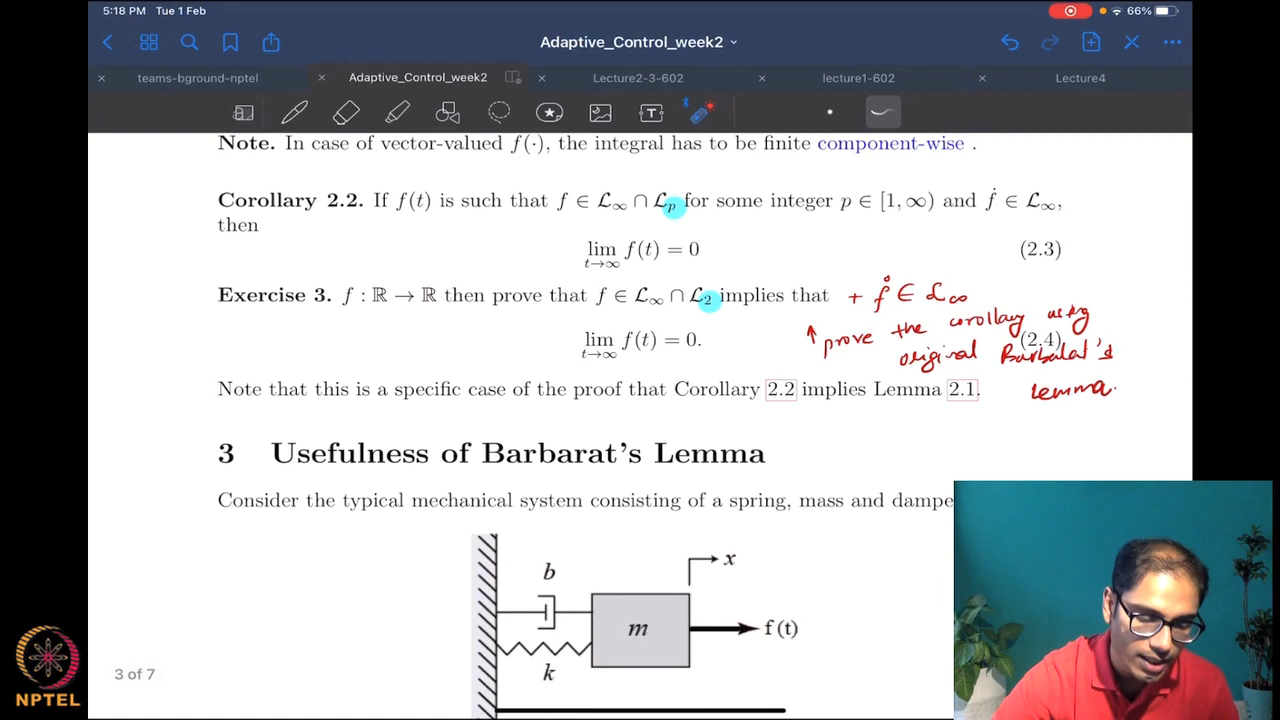 5:18 PM Tue 1 Feb
66%
Adaptive_Control_week2
teams-bground-nptel
Adaptive_Control_week2
Lecture2-3-602
lecture1-602
Lecture4
Note. In case of vector-valued f(·), the integral has to be finite component-wise .
Corollary 2.2. If f(t) is such that f ∈ ℒ∞ ∩ ℒp for some integer p ∈ [1, ∞) and ḟ ∈ ℒ∞,
then
lim t→∞ f(t) = 0 (2.3)
Exercise 3. f : ℝ → ℝ then prove that f ∈ ℒ∞ ∩ ℒ2 implies that + ḟ ∈ ℒ∞
lim t→∞ f(t) = 0. (2.4)
↑ prove the corollary using
original Barbalat's
lemma.
Note that this is a specific case of the proof that Corollary 2.2 implies Lemma 2.1.
3 Usefulness of Barbarat's Lemma
Consider the typical mechanical system consisting of a spring, mass and dampe
x
b
m
f(t)
k
3 of 7
NPTEL